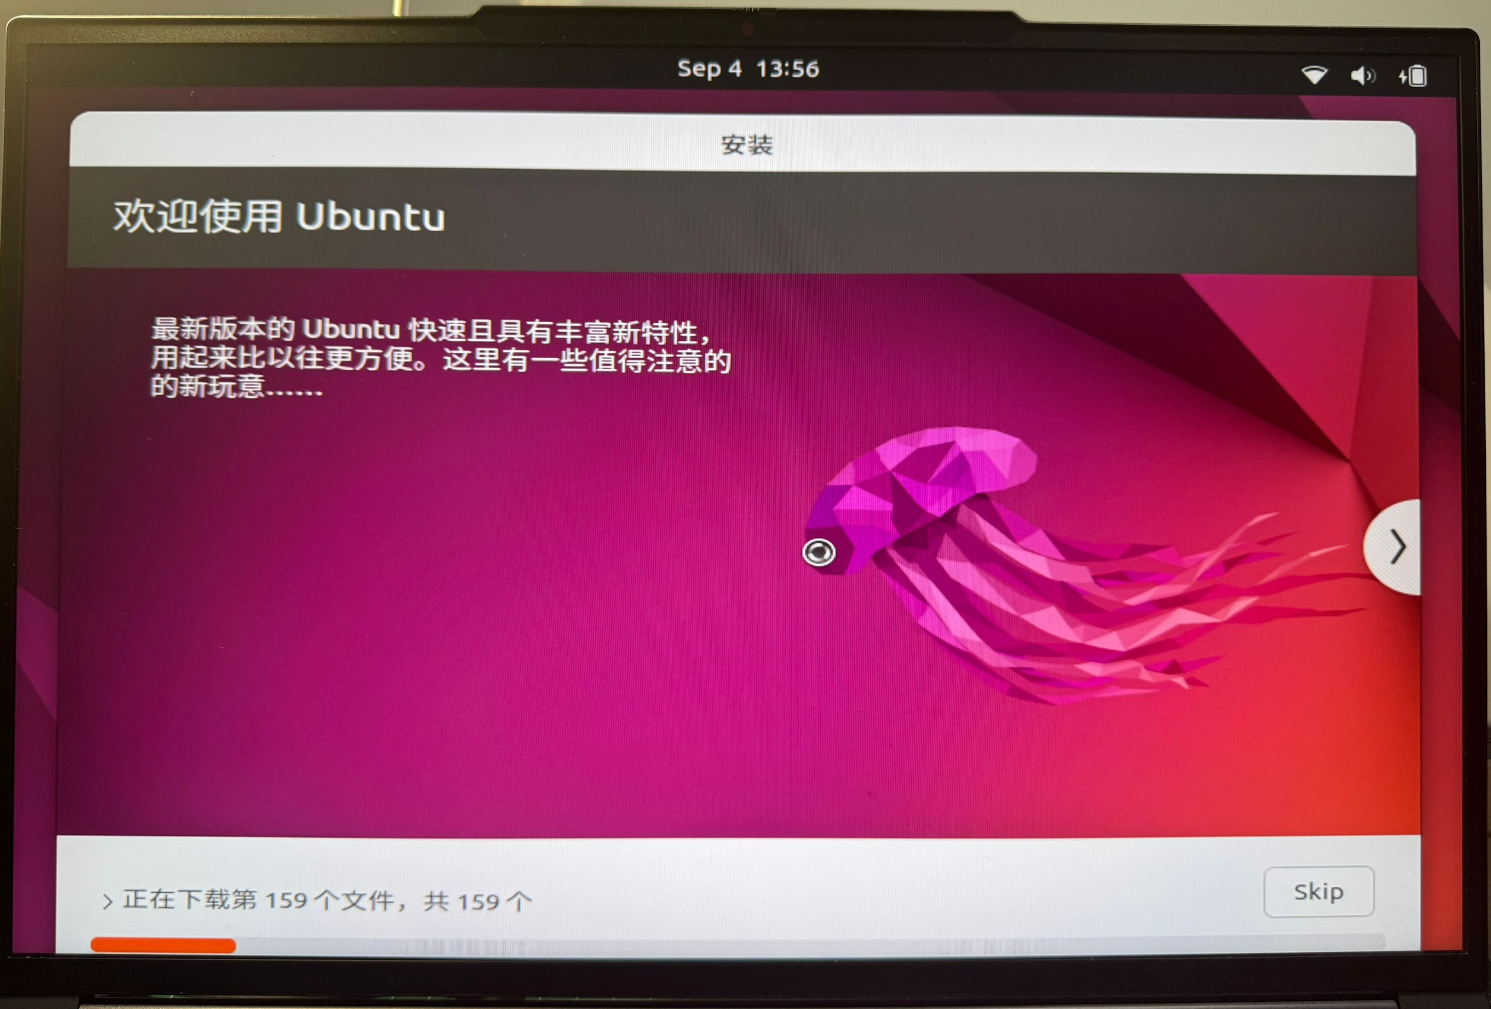 Sep 4 13:56
安装
欢迎使用 Ubuntu
最新版本的 Ubuntu 快速且具有丰富新特性，
用起来比以往更方便。这里有一些值得注意的
的新玩意……
正在下载第 159 个文件，共 159 个
Skip